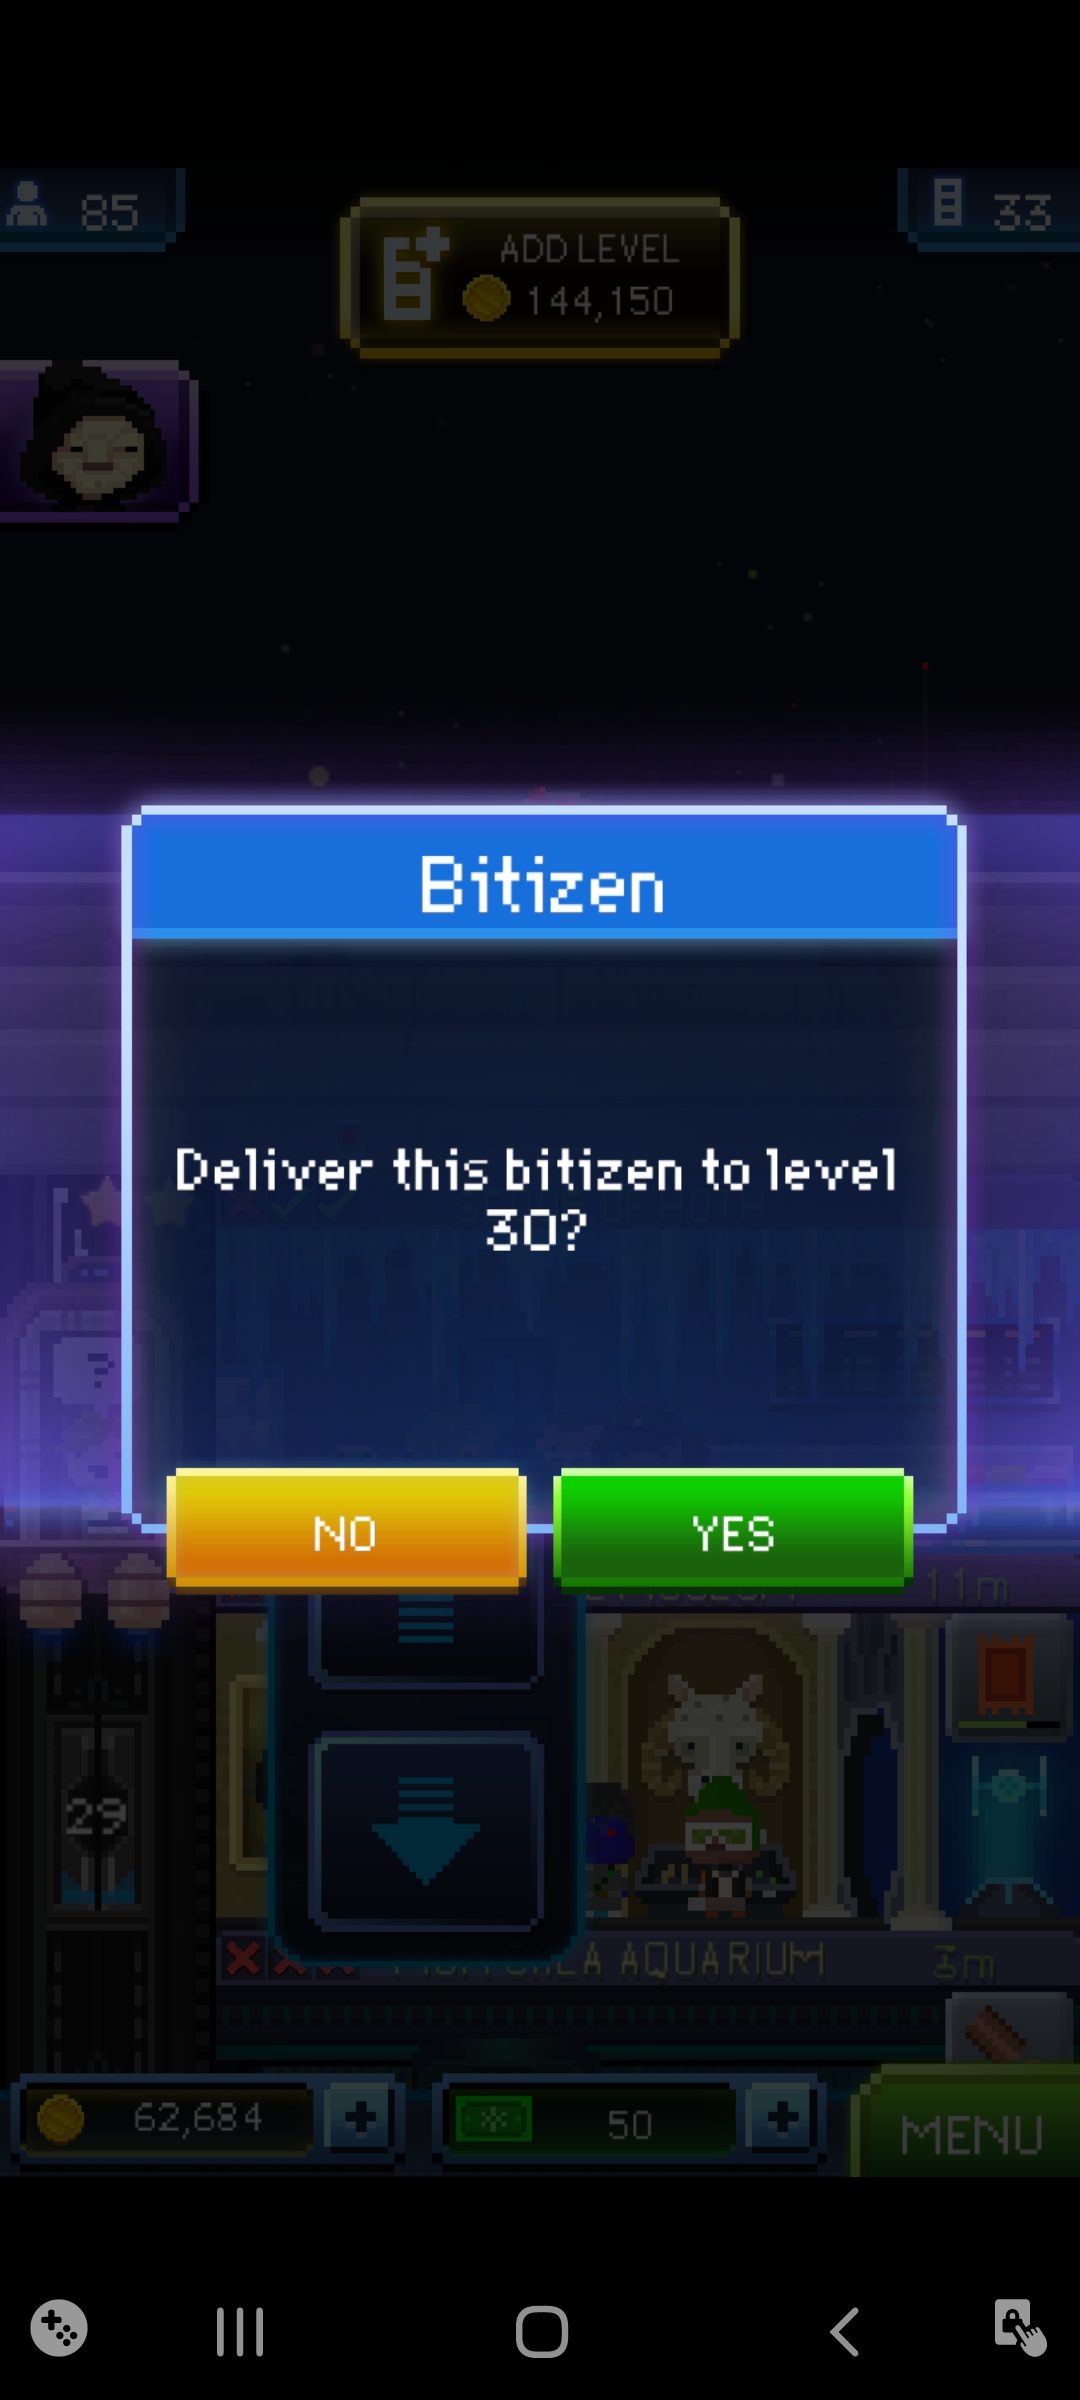 85
33
ADD LEVEL
144,150
Bitizen
Deliver this bitizen to level
30?
NO
YES
11m
29
AQUARIUM
3m
62,684
50
MENU